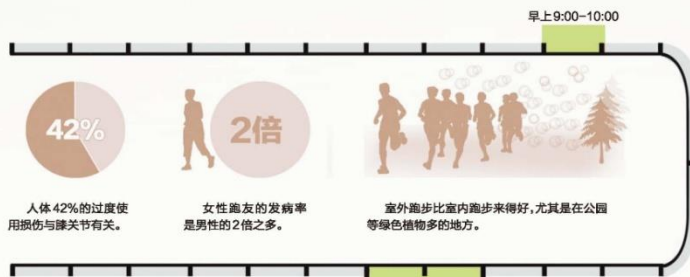 早上9:00-10:00
42%
2倍
人体42%的过度使
用损伤与膝关节有关。
女性跑友的发病率
是男性的2倍之多。
室外跑步比室内跑步来得好,尤其是在公园
等绿色植物多的地方。